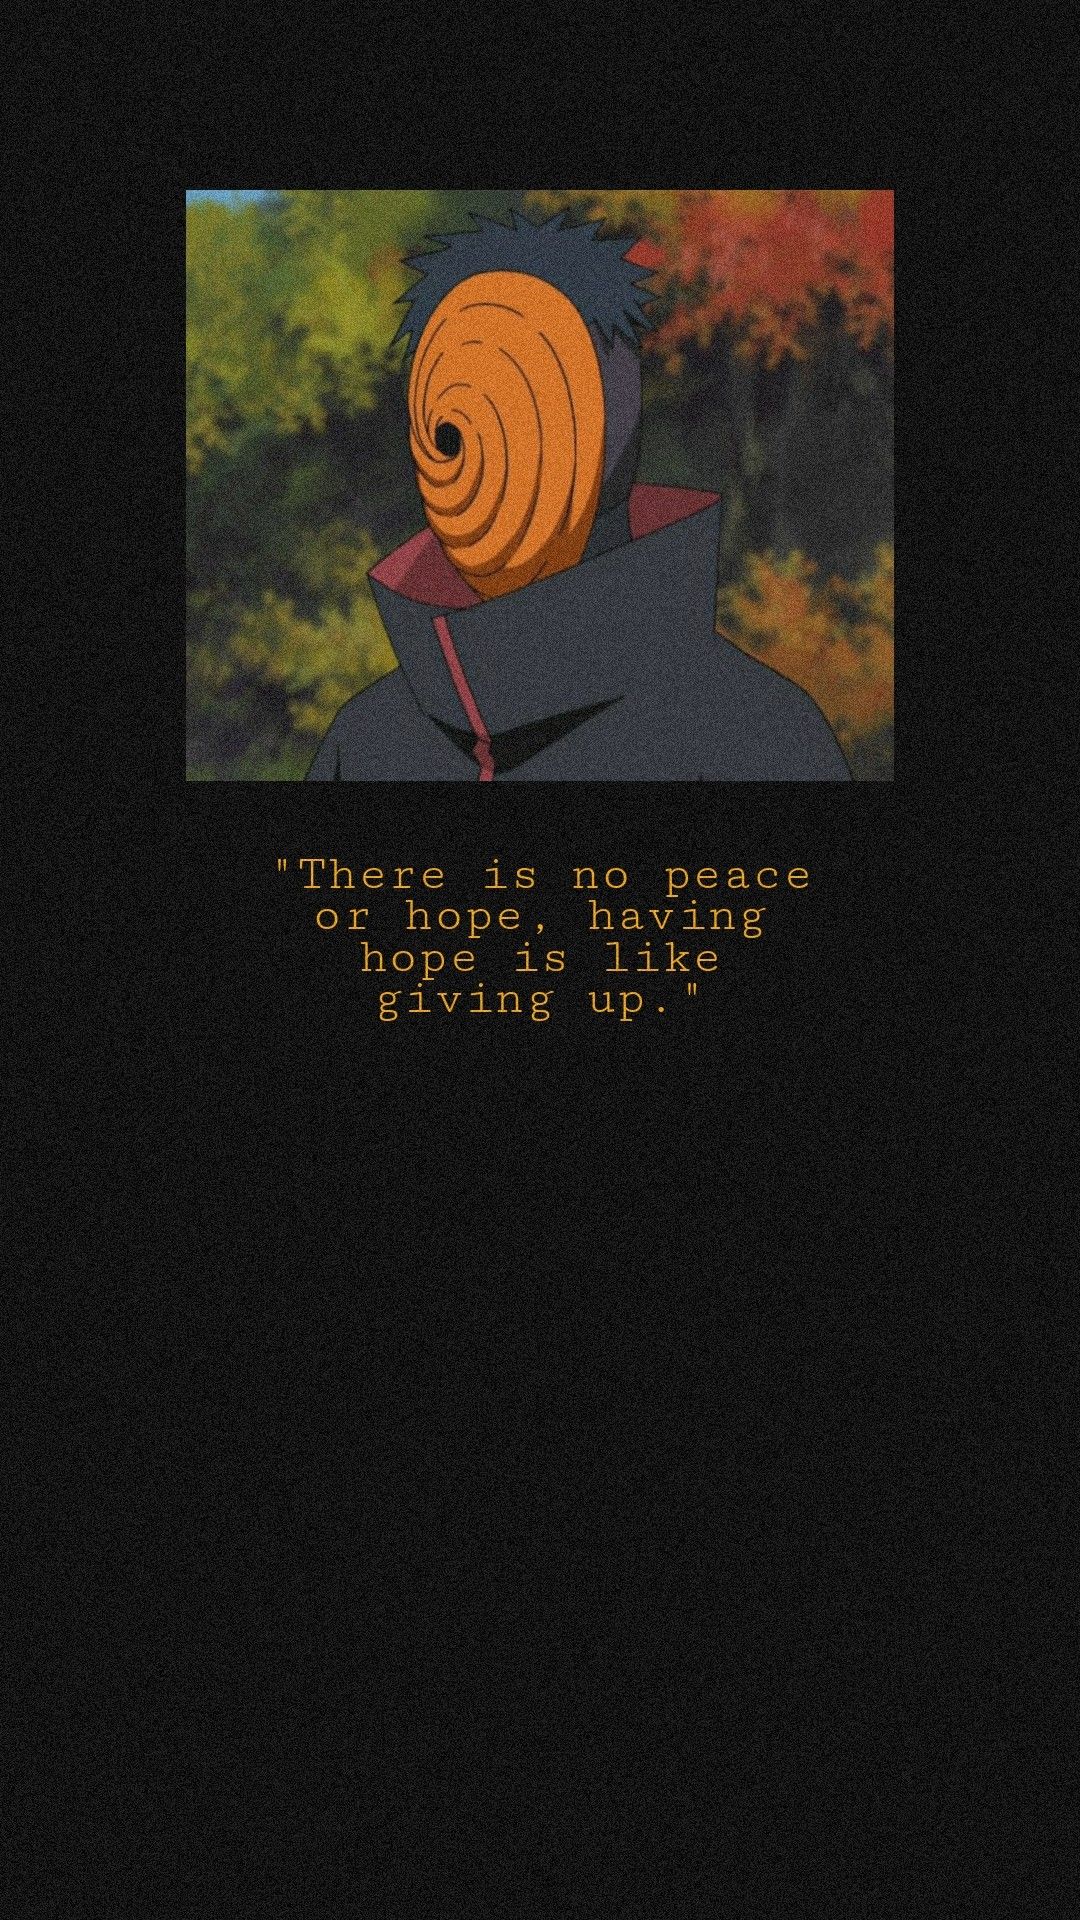 "There is no peace
or hope, having
hope is like
giving up."